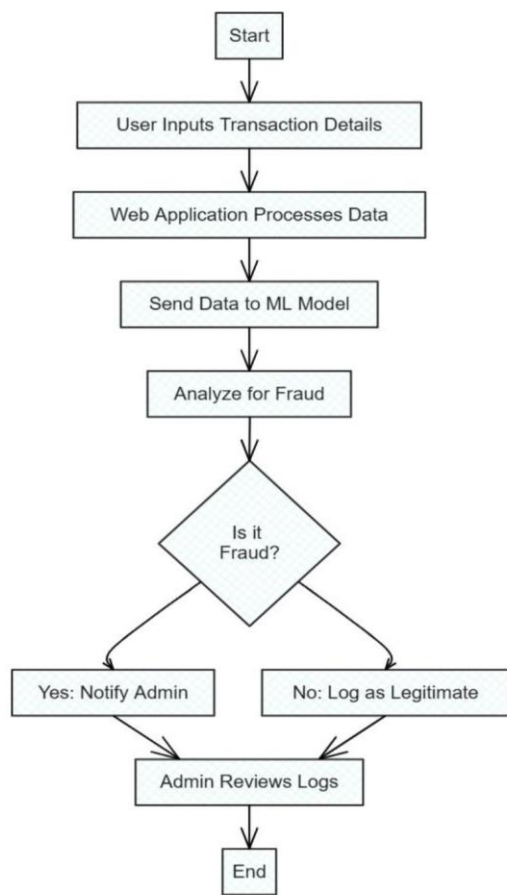 Start
User Inputs Transaction Details
Web Application Processes Data
Send Data to ML Model
Analyze for Fraud
Is it
Fraud?
Yes: Notify Admin
No: Log as Legitimate
Admin Reviews Logs
End